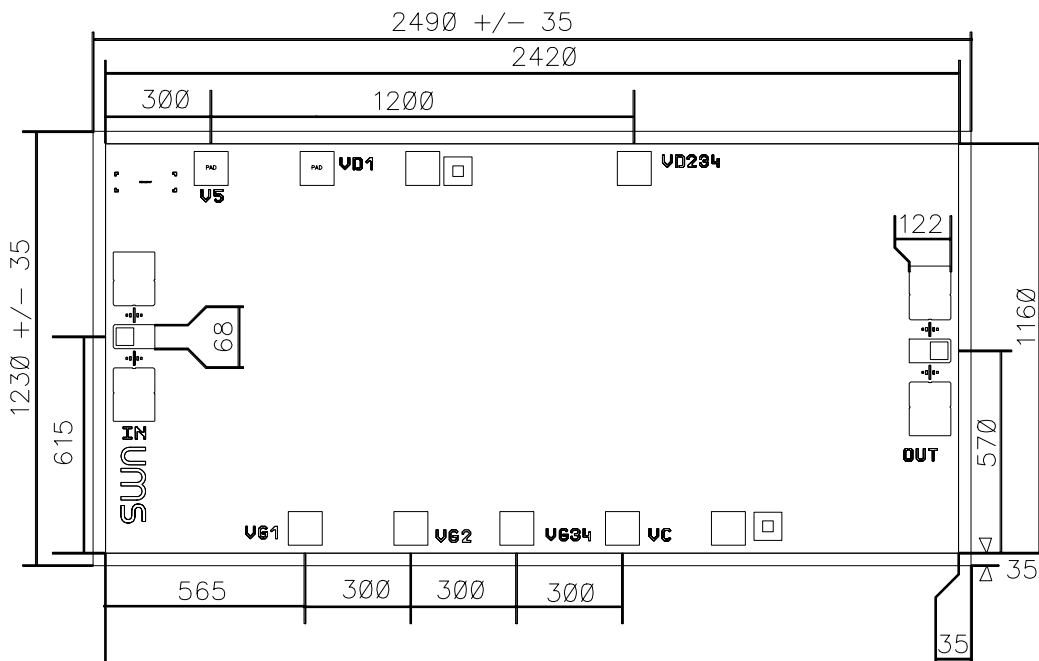 2490 +/- 35
2420
300
1200
PAD
V5
PAD
VD1
VD234
122
1230 +/- 35
68
1160
615
570
IN
ums
OUT
VG1
VG2
VG34
VC
35
565
300
300
300
35